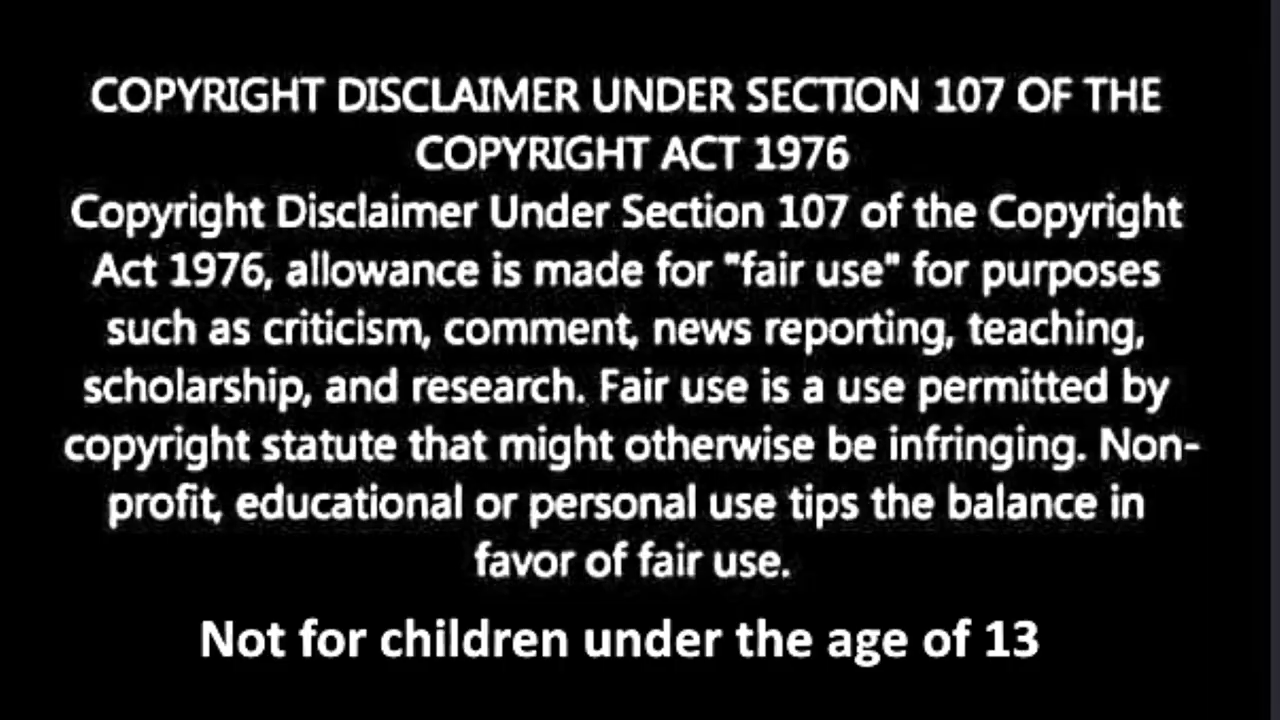 COPYRIGHT DISCLAIMER UNDER SECTION 107 OF THE
COPYRIGHT ACT 1976
Copyright Disclaimer Under Section 107 of the Copyright
Act 1976, allowance is made for "fair use" for purposes
such as criticism, comment, news reporting, teaching,
scholarship, and research. Fair use is a use permitted by
copyright statute that might otherwise be infringing. Non-
profit, educational or personal use tips the balance in
favor of fair use.
Not for children under the age of 13